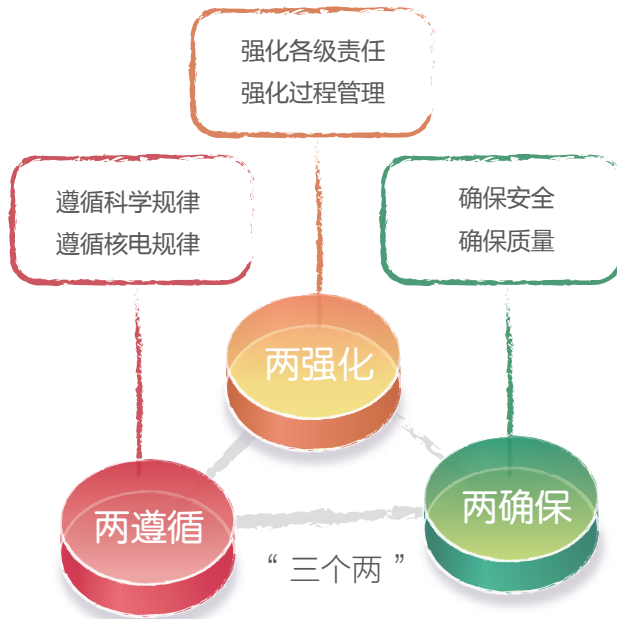 强化各级责任
强化过程管理
遵循科学规律
遵循核电规律
确保安全
确保质量
两强化
两遵循
两确保
“ 三个两 ”